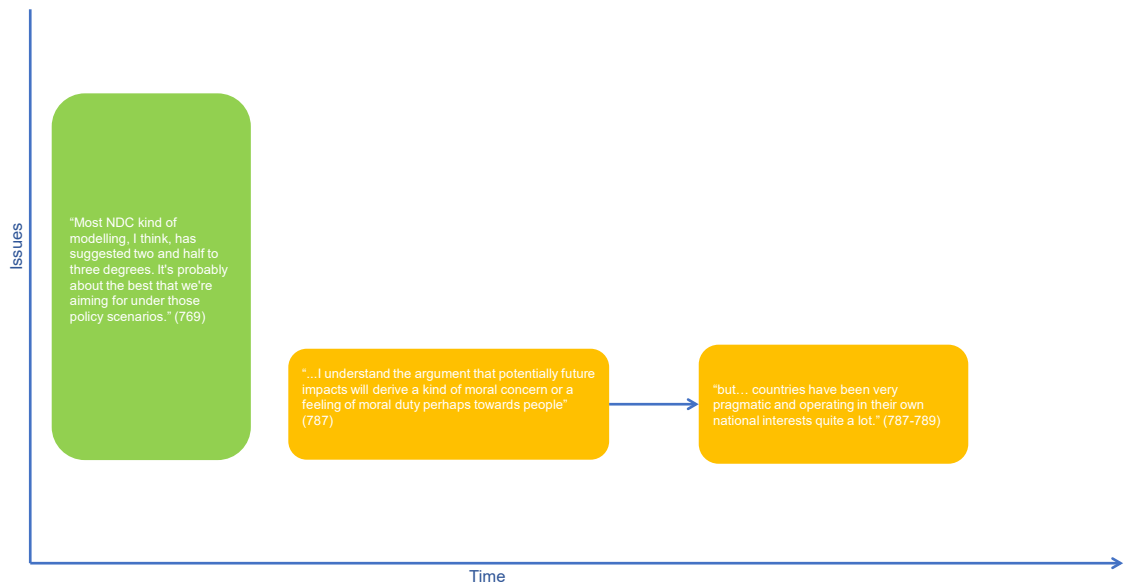 Issues
“Most NDC kind of
modelling, I think, has
suggested two and half to
three degrees. It's probably
about the best that we're
aiming for under those
policy scenarios.” (769)
“...I understand the argument that potentially future
impacts will derive a kind of moral concern or a
feeling of moral duty perhaps towards people”
(787)
“but… countries have been very
pragmatic and operating in their own
national interests quite a lot.” (787-789)
Time